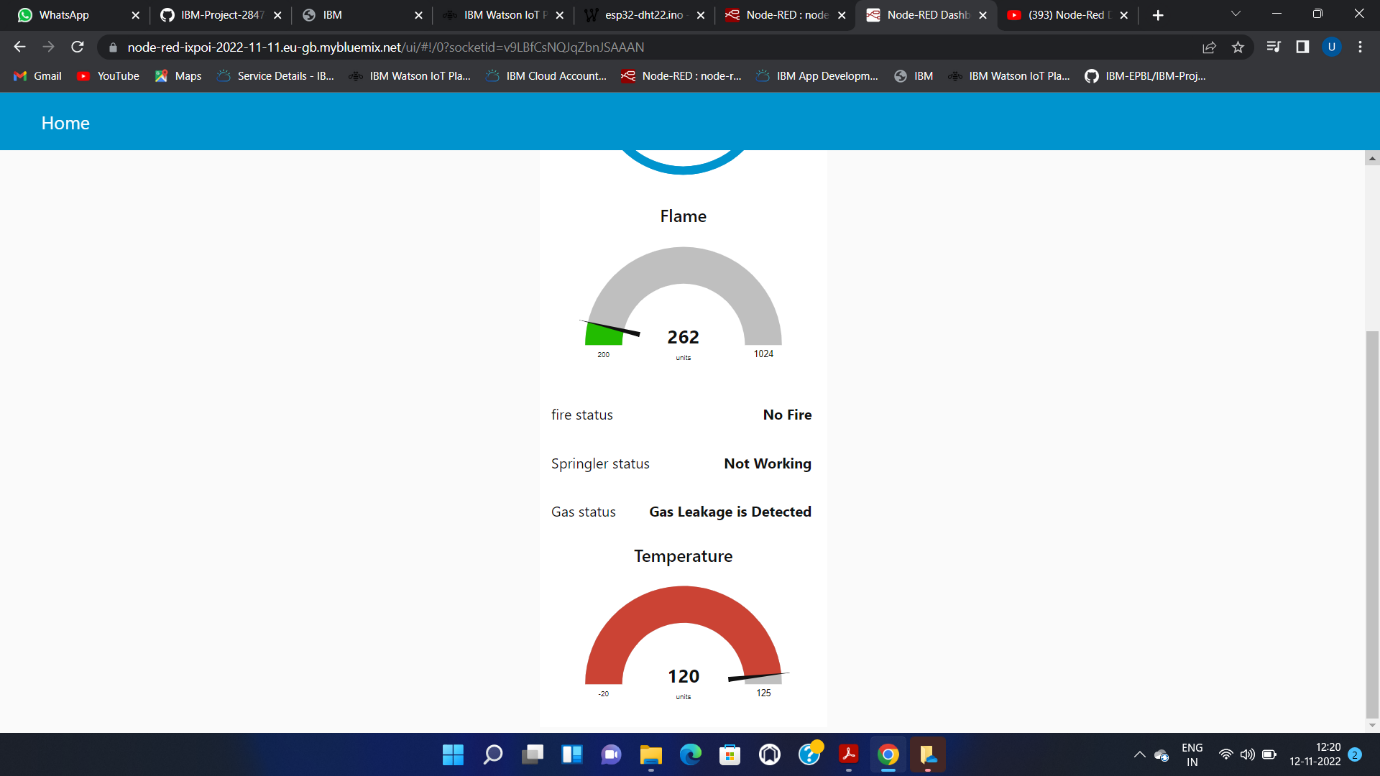 WhatsApp
IBM-Project-2847
IBM
IBM Watson IoT P
esp32-dht22.ino -
Node-RED : node
Node-RED Dashb
(393) Node-Red D
node-red-ixpoi-2022-11-11.eu-gb.mybluemix.net/ui/#!/0?socketid=v9LBfCsNQJqZbnJSAAAN
U
Gmail
YouTube
Maps
Service Details - IB...
IBM Watson IoT Pla...
IBM Cloud Account...
Node-RED : node-r...
IBM App Developm...
IBM
IBM Watson IoT Pla...
IBM-EPBL/IBM-Proj...
Home
Flame
262
units
200
1024
fire status
No Fire
Springler status
Not Working
Gas status
Gas Leakage is Detected
Temperature
120
units
-20
125
ENG
IN
12:20
12-11-2022
2